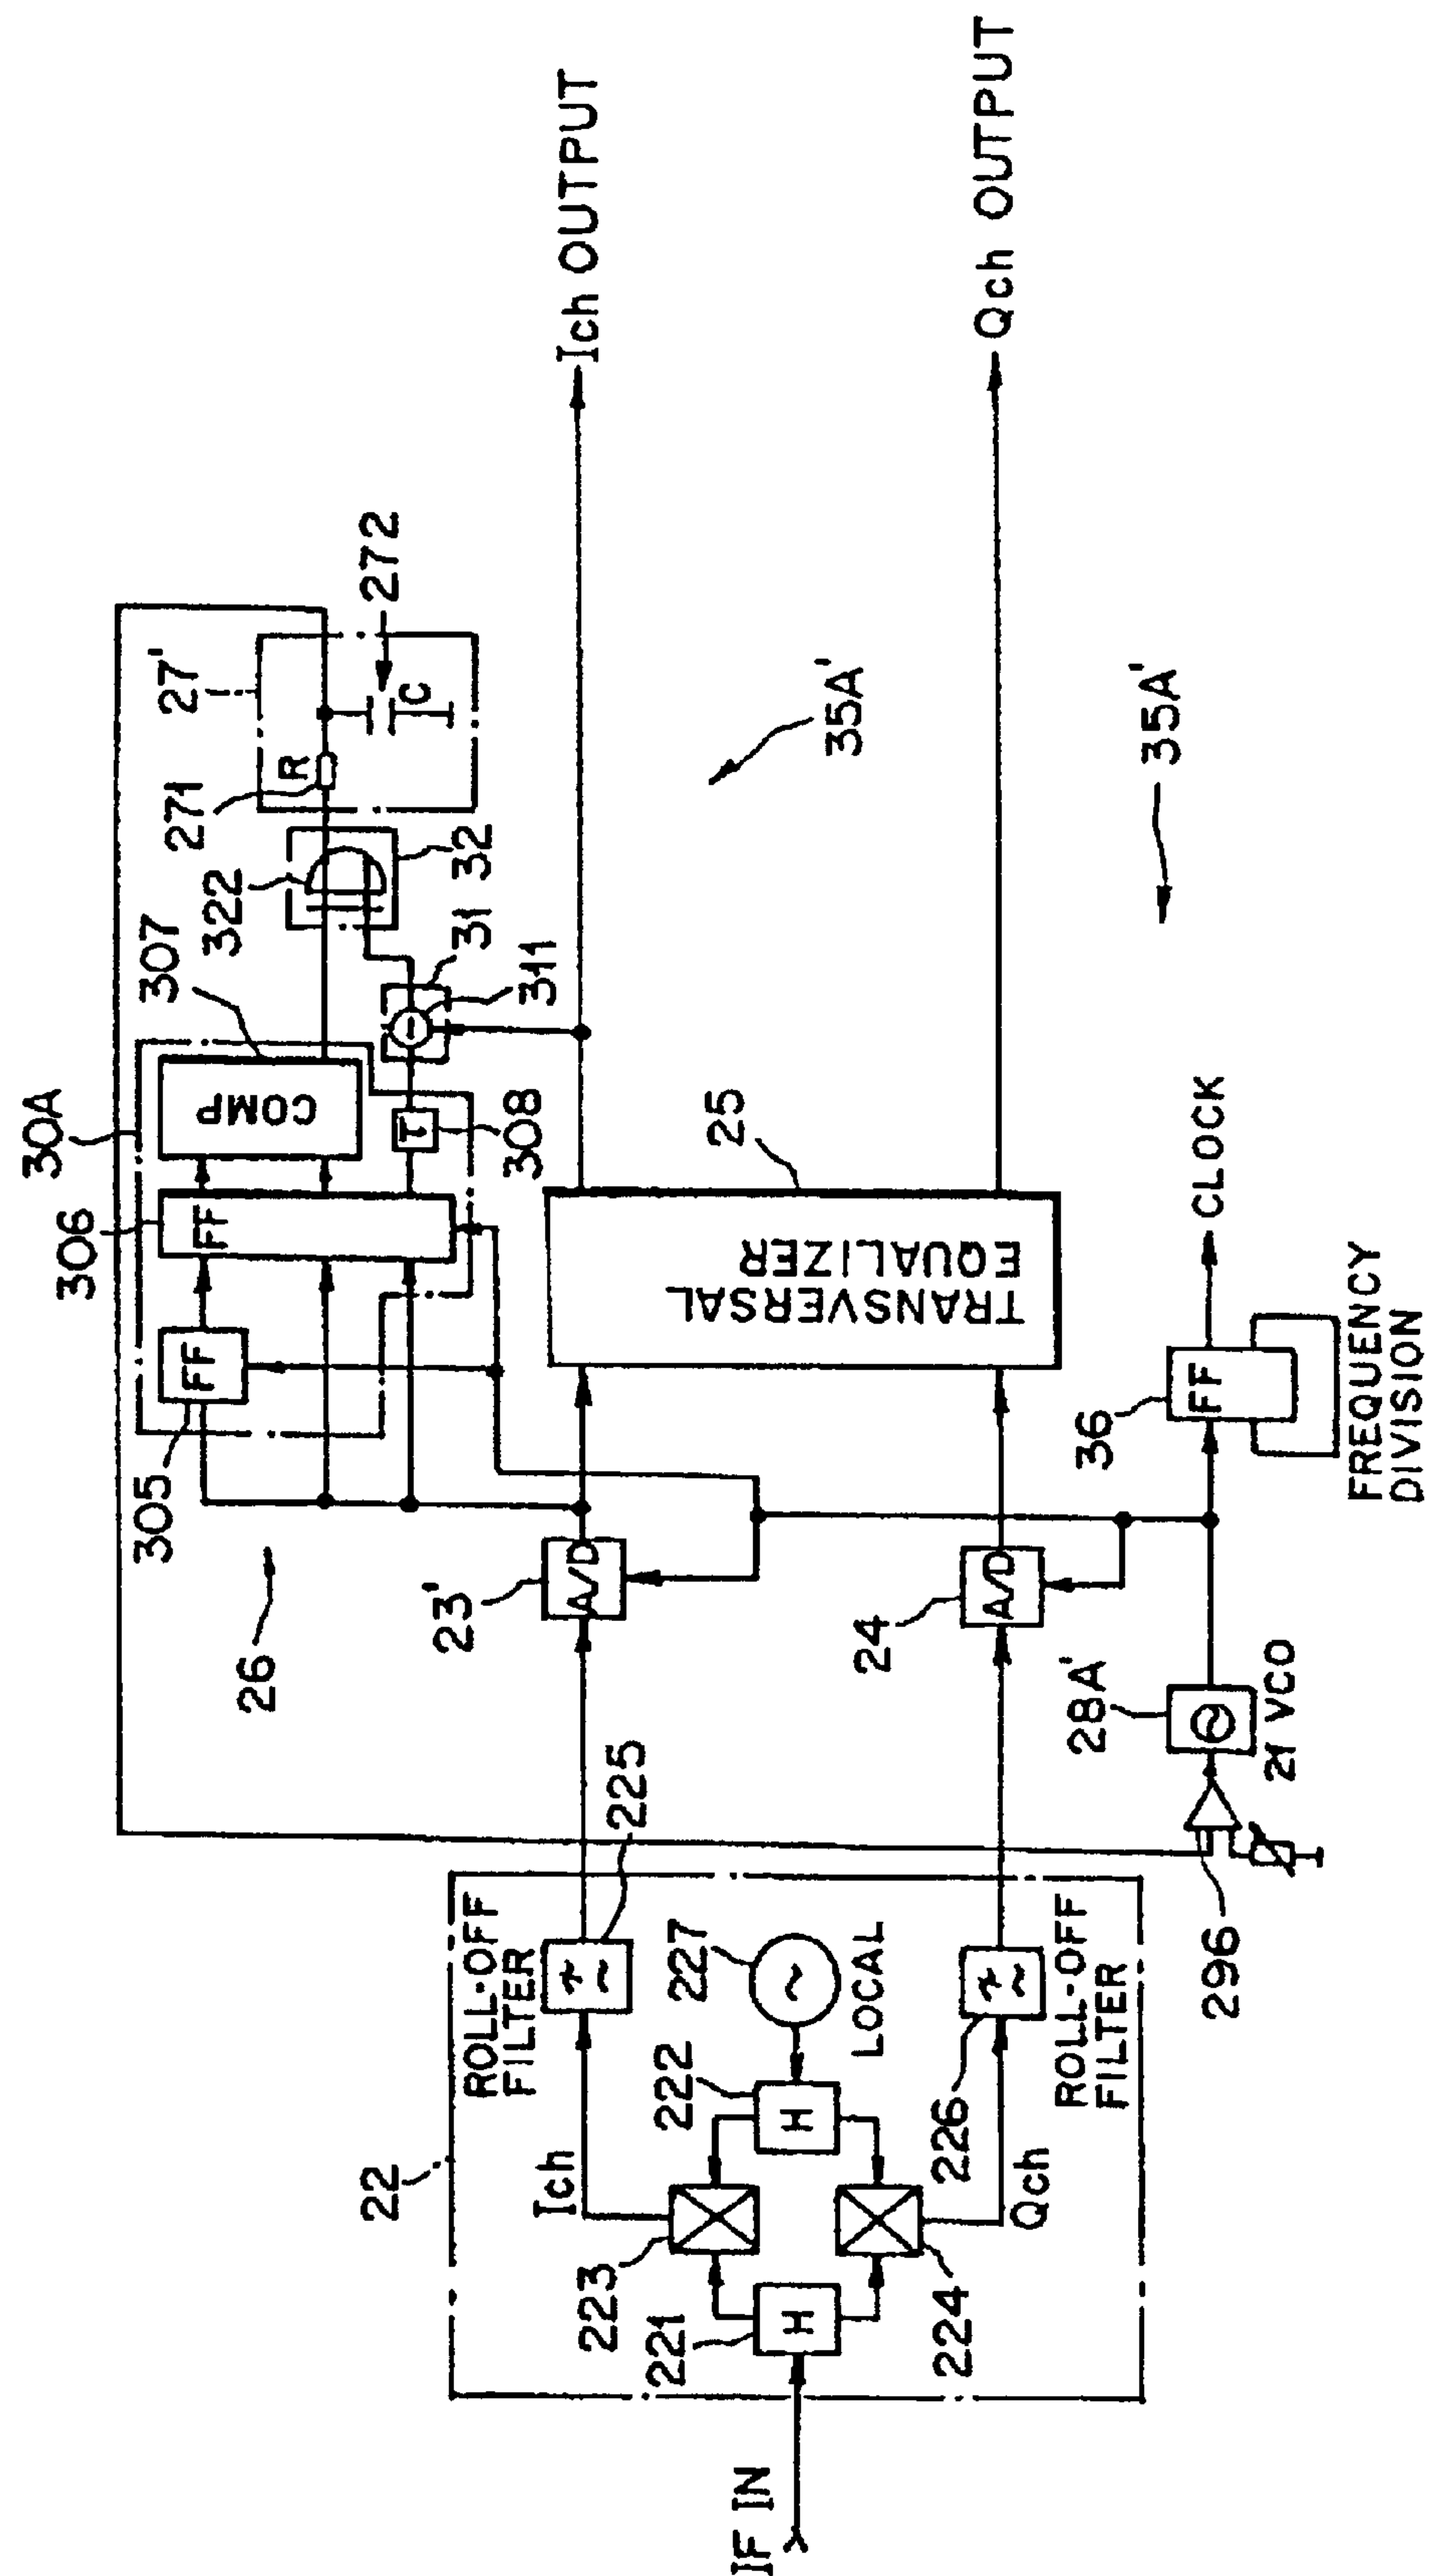 IF IN
22
221
H
223
224
222
H
227
LOCAL
Ich
Qch
ROLL-OFF
FILTER
225
226
ROLL-OFF
FILTER
296
28A'
21 VCO
23'
A/D
24
A/D
26
305
FF
306
FF
30A
COMP
307
τ
308
31
311
32
322
27'
271
R
C
272
TRANSVERSAL
EQUALIZER
25
36
FF
FREQUENCY
DIVISION
CLOCK
35A'
35A'
Ich OUTPUT
Qch OUTPUT